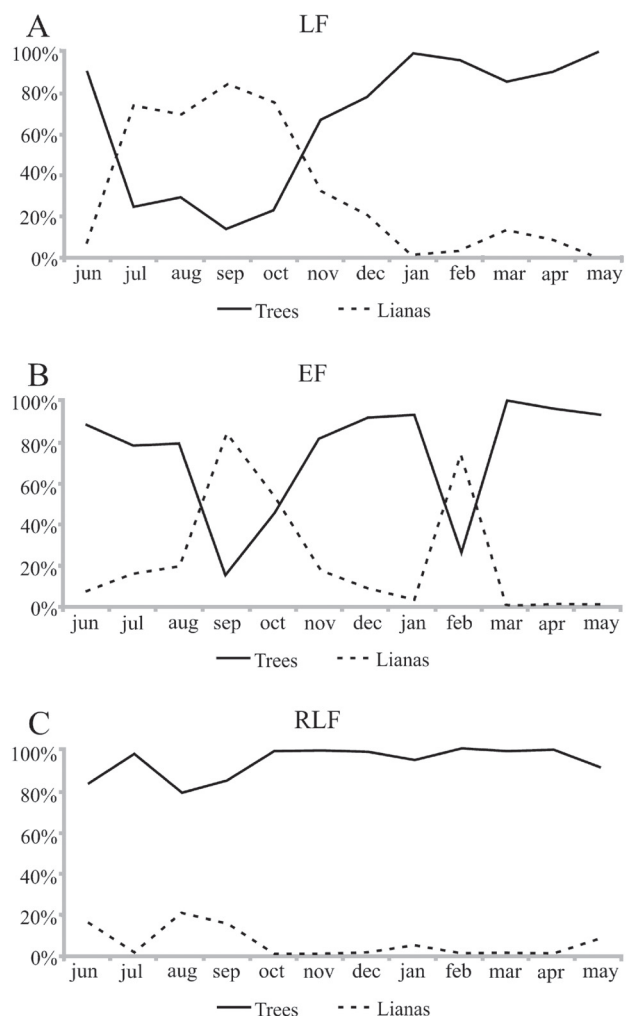 A
LF
100%
80%
60%
40%
20%
0%
jun jul aug sep oct nov dec jan feb mar apr may
Trees Lianas
B
EF
100%
80%
60%
40%
20%
0%
jun jul aug sep oct nov dec jan feb mar apr may
Trees Lianas
C
RLF
100%
80%
60%
40%
20%
0%
jun jul aug sep oct nov dec jan feb mar apr may
Trees Lianas